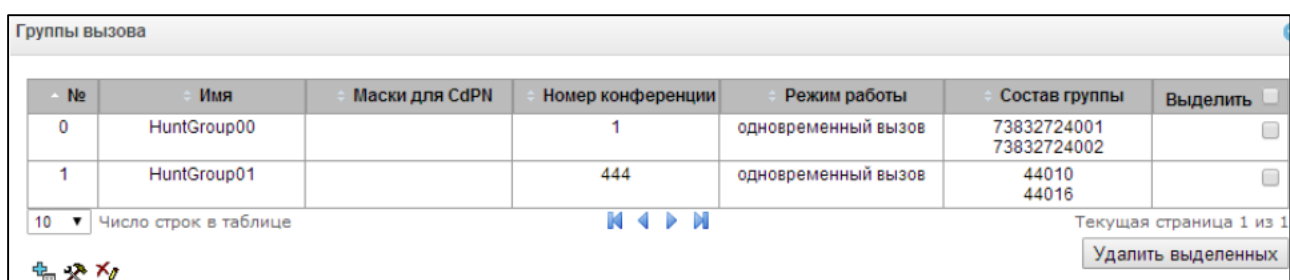 Группы вызова
№ Имя Маски для CdPN Номер конференции Режим работы Состав группы Выделить
0 HuntGroup00 1 одновременный вызов 73832724001
73832724002
1 HuntGroup01 444 одновременный вызов 44010
44016
10 Число строк в таблице Текущая страница 1 из 1
Удалить выделенных